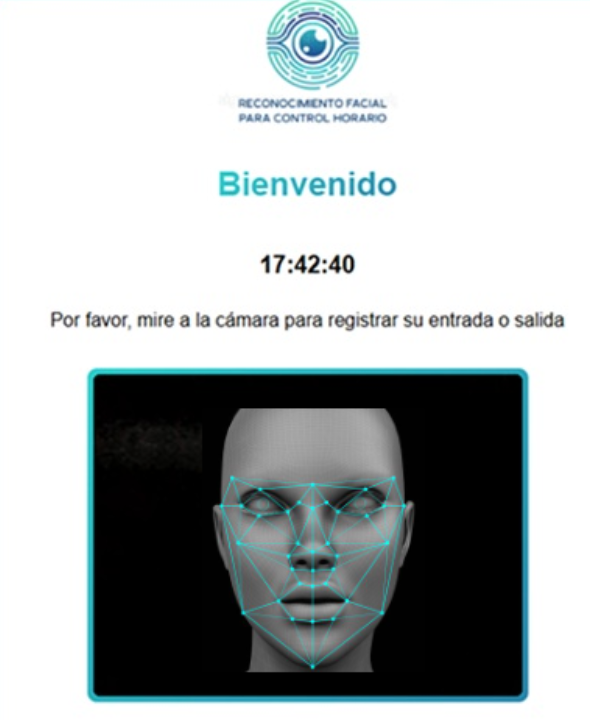 RECONOCIMIENTO FACIAL
PARA CONTROL HORARIO
Bienvenido
17:42:40
Por favor, mire a la cámara para registrar su entrada o salida